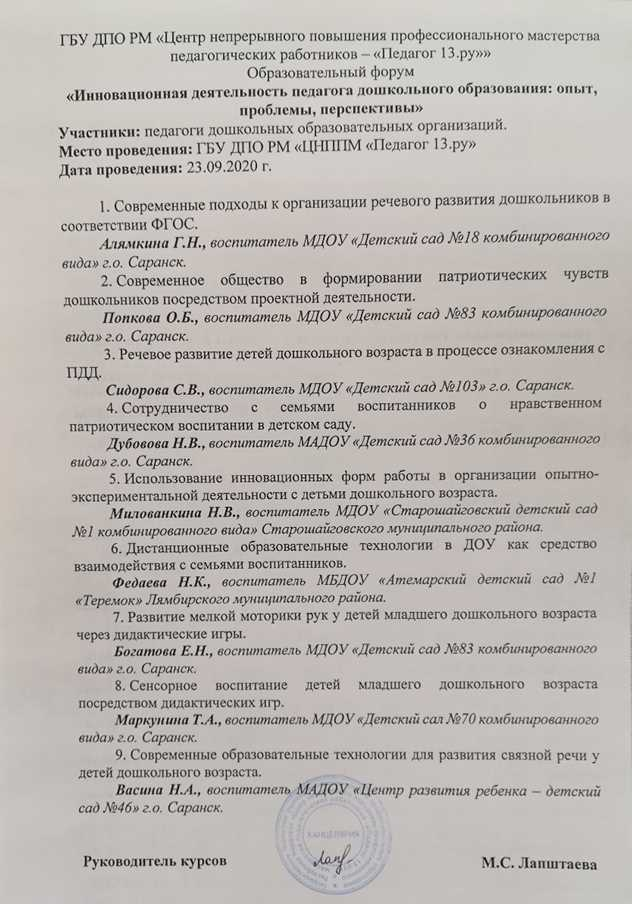 ГБУ ДПО РМ «Центр непрерывного повышения профессионального мастерства
педагогических работников – «Педагог 13.ру»»
Образовательный форум
«Инновационная деятельность педагога дошкольного образования: опыт,
проблемы, перспективы»
Участники: педагоги дошкольных образовательных организаций.
Место проведения: ГБУ ДПО РМ «ЦНППМ «Педагог 13.ру»
Дата проведения: 23.09.2020 г.
1. Современные подходы к организации речевого развития дошкольников в
соответствии ФГОС.
Алямкина Г.Н., воспитатель МДОУ «Детский сад №18 комбинированного
вида» г.о. Саранск.
2. Современное общество в формировании патриотических чувств
дошкольников посредством проектной деятельности.
Попкова О.Б., воспитатель МДОУ «Детский сад №83 комбинированного
вида» г.о. Саранск.
3. Речевое развитие детей дошкольного возраста в процессе ознакомления с
ПДД.
Сидорова С.В., воспитатель МДОУ «Детский сад №103» г.о. Саранск.
4. Сотрудничество с семьями воспитанников о нравственном
патриотическом воспитании в детском саду.
Дубовова Н.В., воспитатель МАДОУ «Детский сад №36 комбинированного
вида» г.о. Саранск.
5. Использование инновационных форм работы в организации опытно-
экспериментальной деятельности с детьми дошкольного возраста.
Милованкина Н.В., воспитатель МДОУ «Старошайговский детский сад
№1 комбинированного вида» Старошайговского муниципального района.
6. Дистанционные образовательные технологии в ДОУ как средство
взаимодействия с семьями воспитанников.
Федаева Н.К., воспитатель МБДОУ «Атемарский детский сад №1
«Теремок» Лямбирского муниципального района.
7. Развитие мелкой моторики рук у детей младшего дошкольного возраста
через дидактические игры.
Богатова Е.Н., воспитатель МДОУ «Детский сад №83 комбинированного
вида» г.о. Саранск.
8. Сенсорное воспитание детей младшего дошкольного возраста
посредством дидактических игр.
Маркунина Т.А., воспитатель МДОУ «Детский сал №70 комбинированного
вида» г.о. Саранск.
9. Современные образовательные технологии для развития связной речи у
детей дошкольного возраста.
Васина Н.А., воспитатель МАДОУ «Центр развития ребенка – детский
сад №46» г.о. Саранск.
КАНЦЕЛЯРИЯ
Руководитель курсов
М.С. Лапштаева